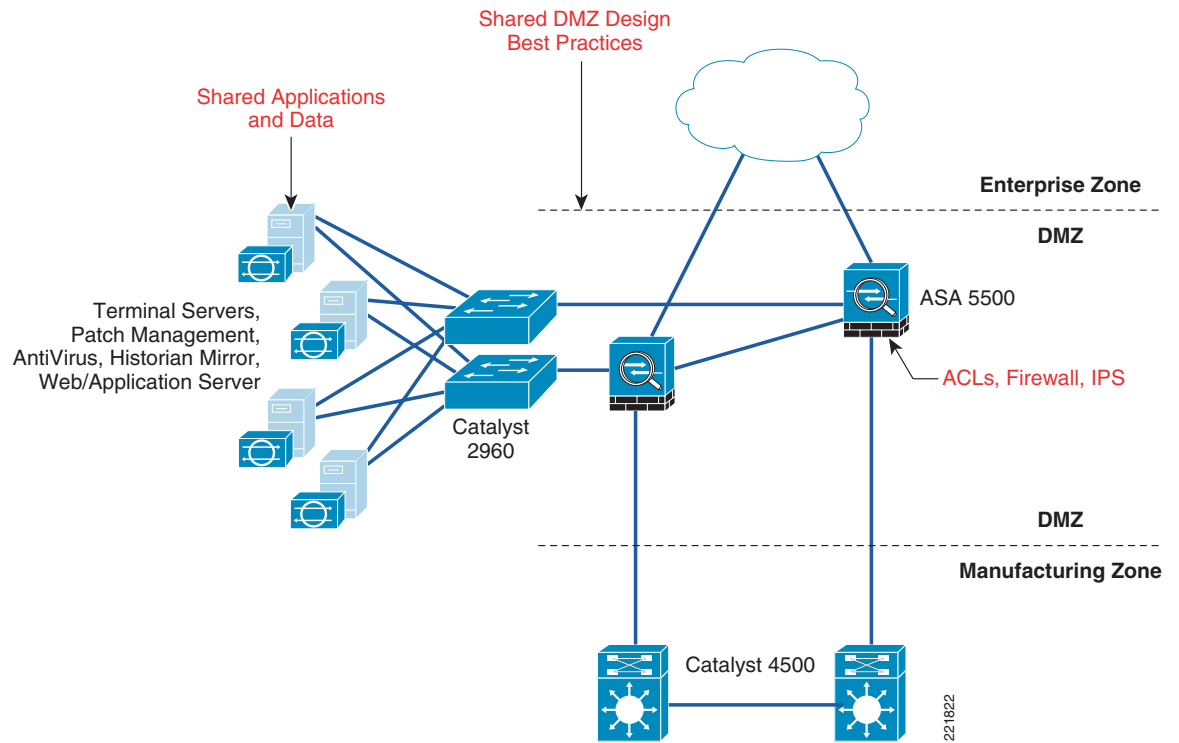 Shared DMZ Design
Best Practices
Shared Applications
and Data
Enterprise Zone
DMZ
ASA 5500
Terminal Servers,
Patch Management,
AntiVirus, Historian Mirror,
Web/Application Server
ACLs, Firewall, IPS
Catalyst
2960
DMZ
Manufacturing Zone
Catalyst 4500
221822